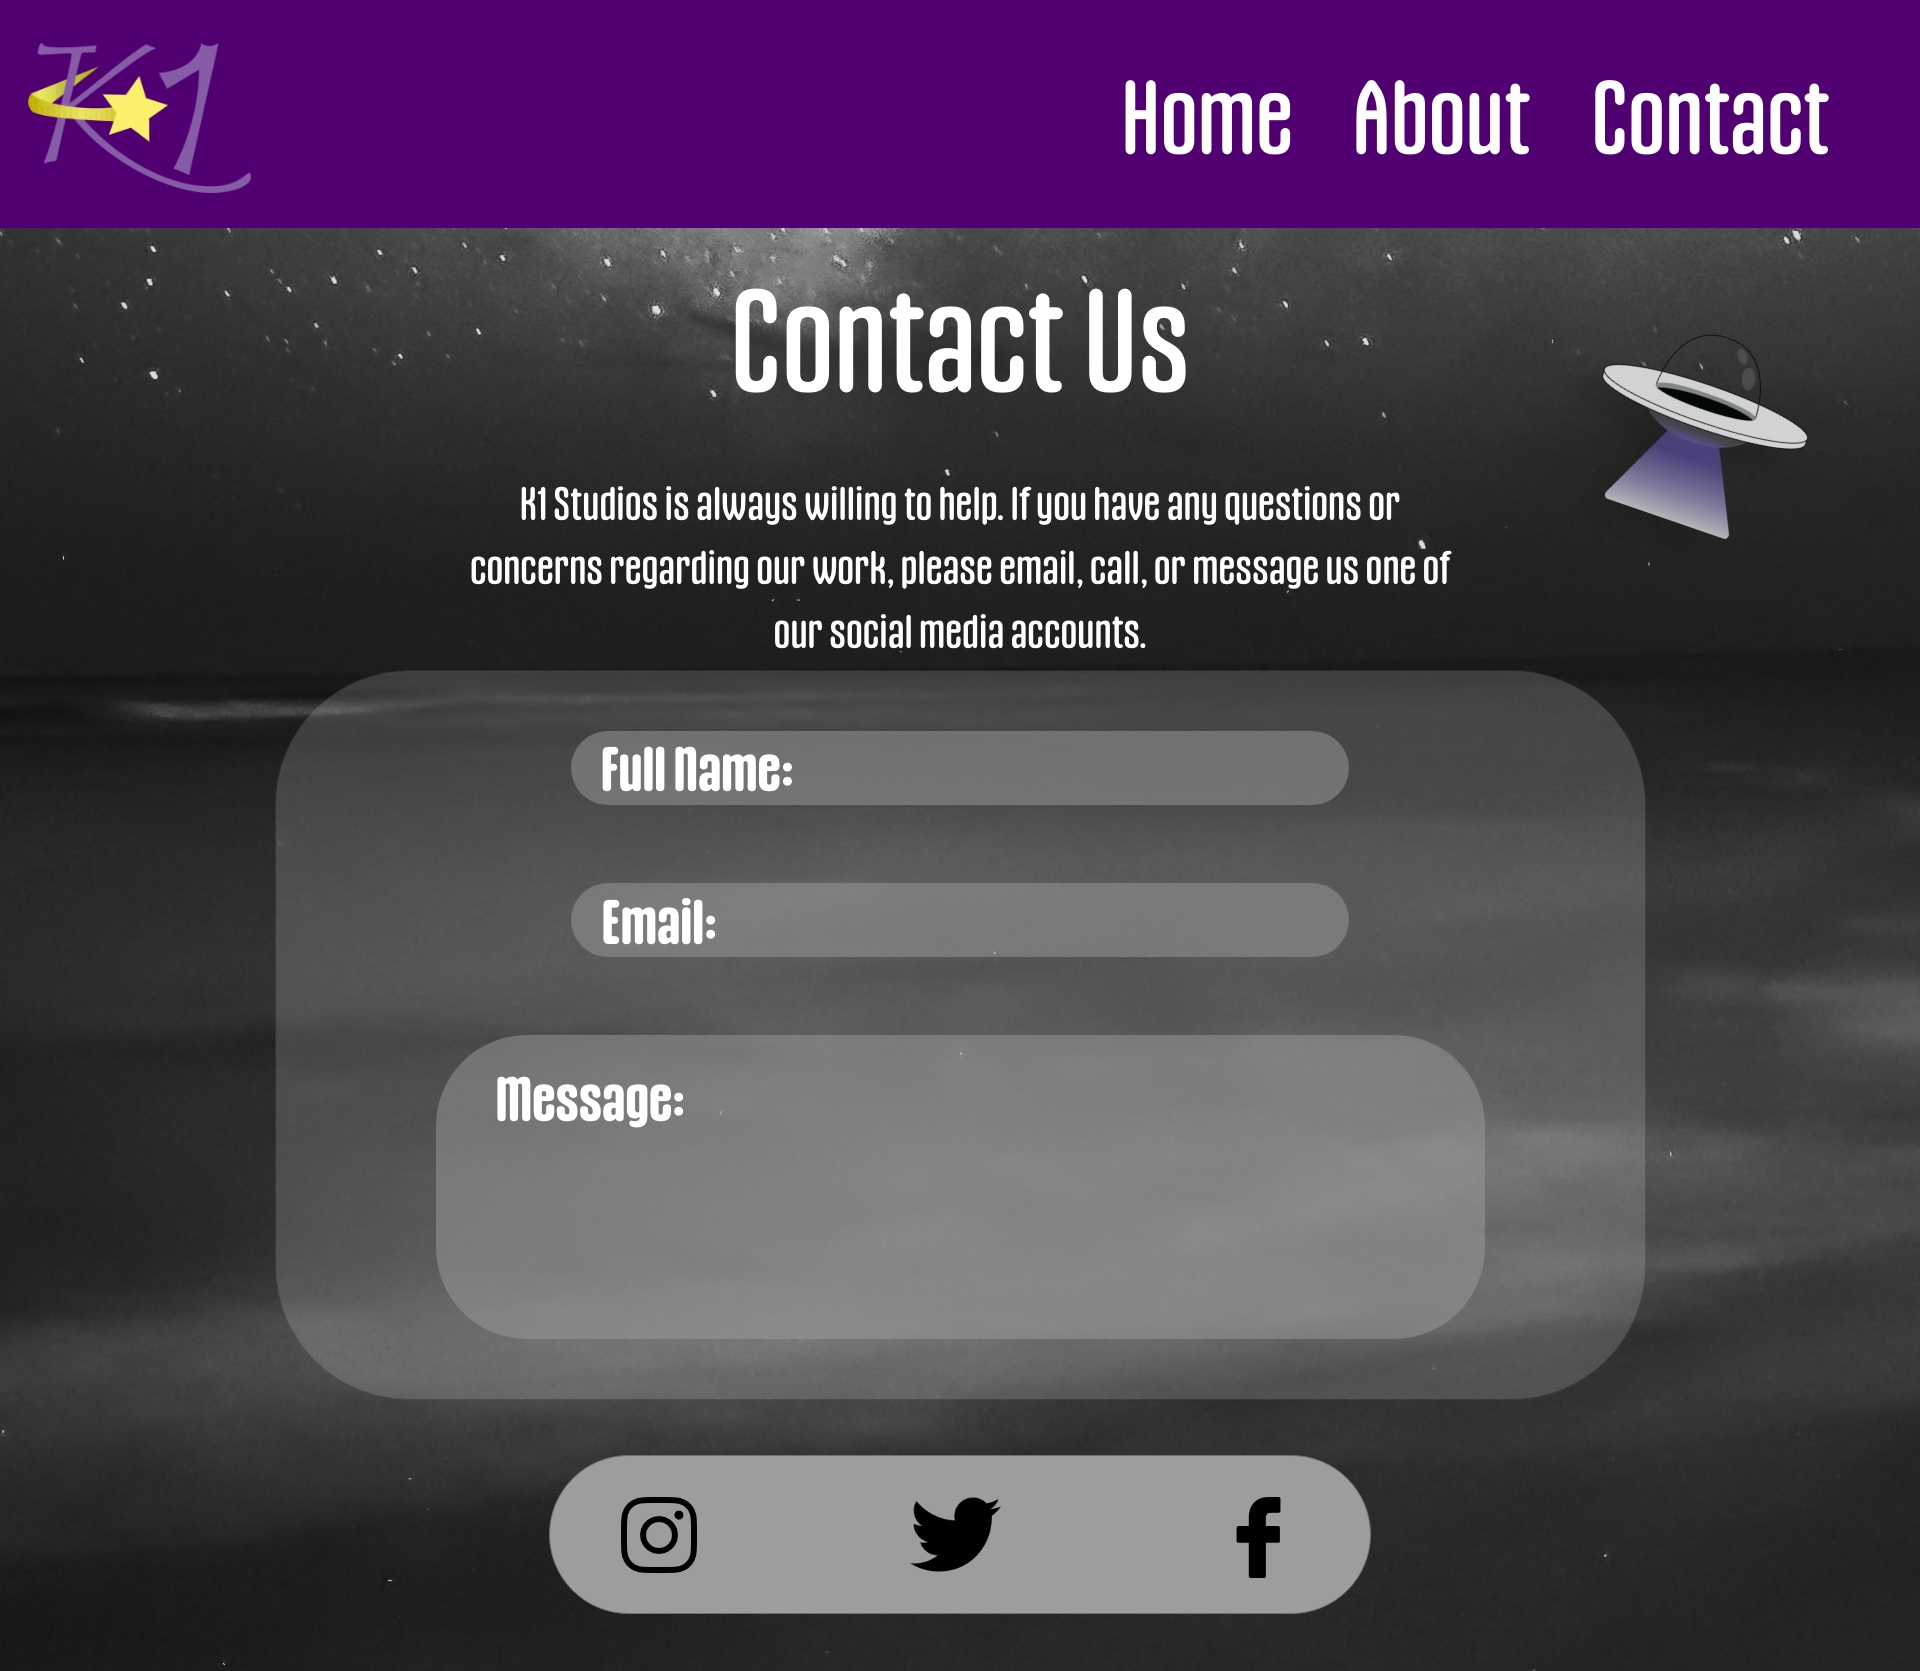 K1
Home About Contact
Contact Us
K1 Studios is always willing to help. If you have any questions or
concerns regarding our work, please email, call, or message us one of
our social media accounts.
Full Name:
Email:
Message: